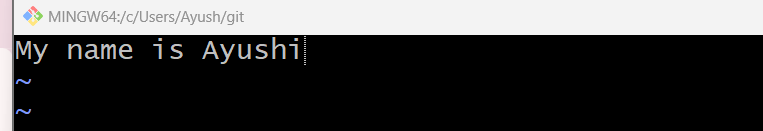 MINGW64:/c/Users/Ayush/git
My name is Ayushi
~
~